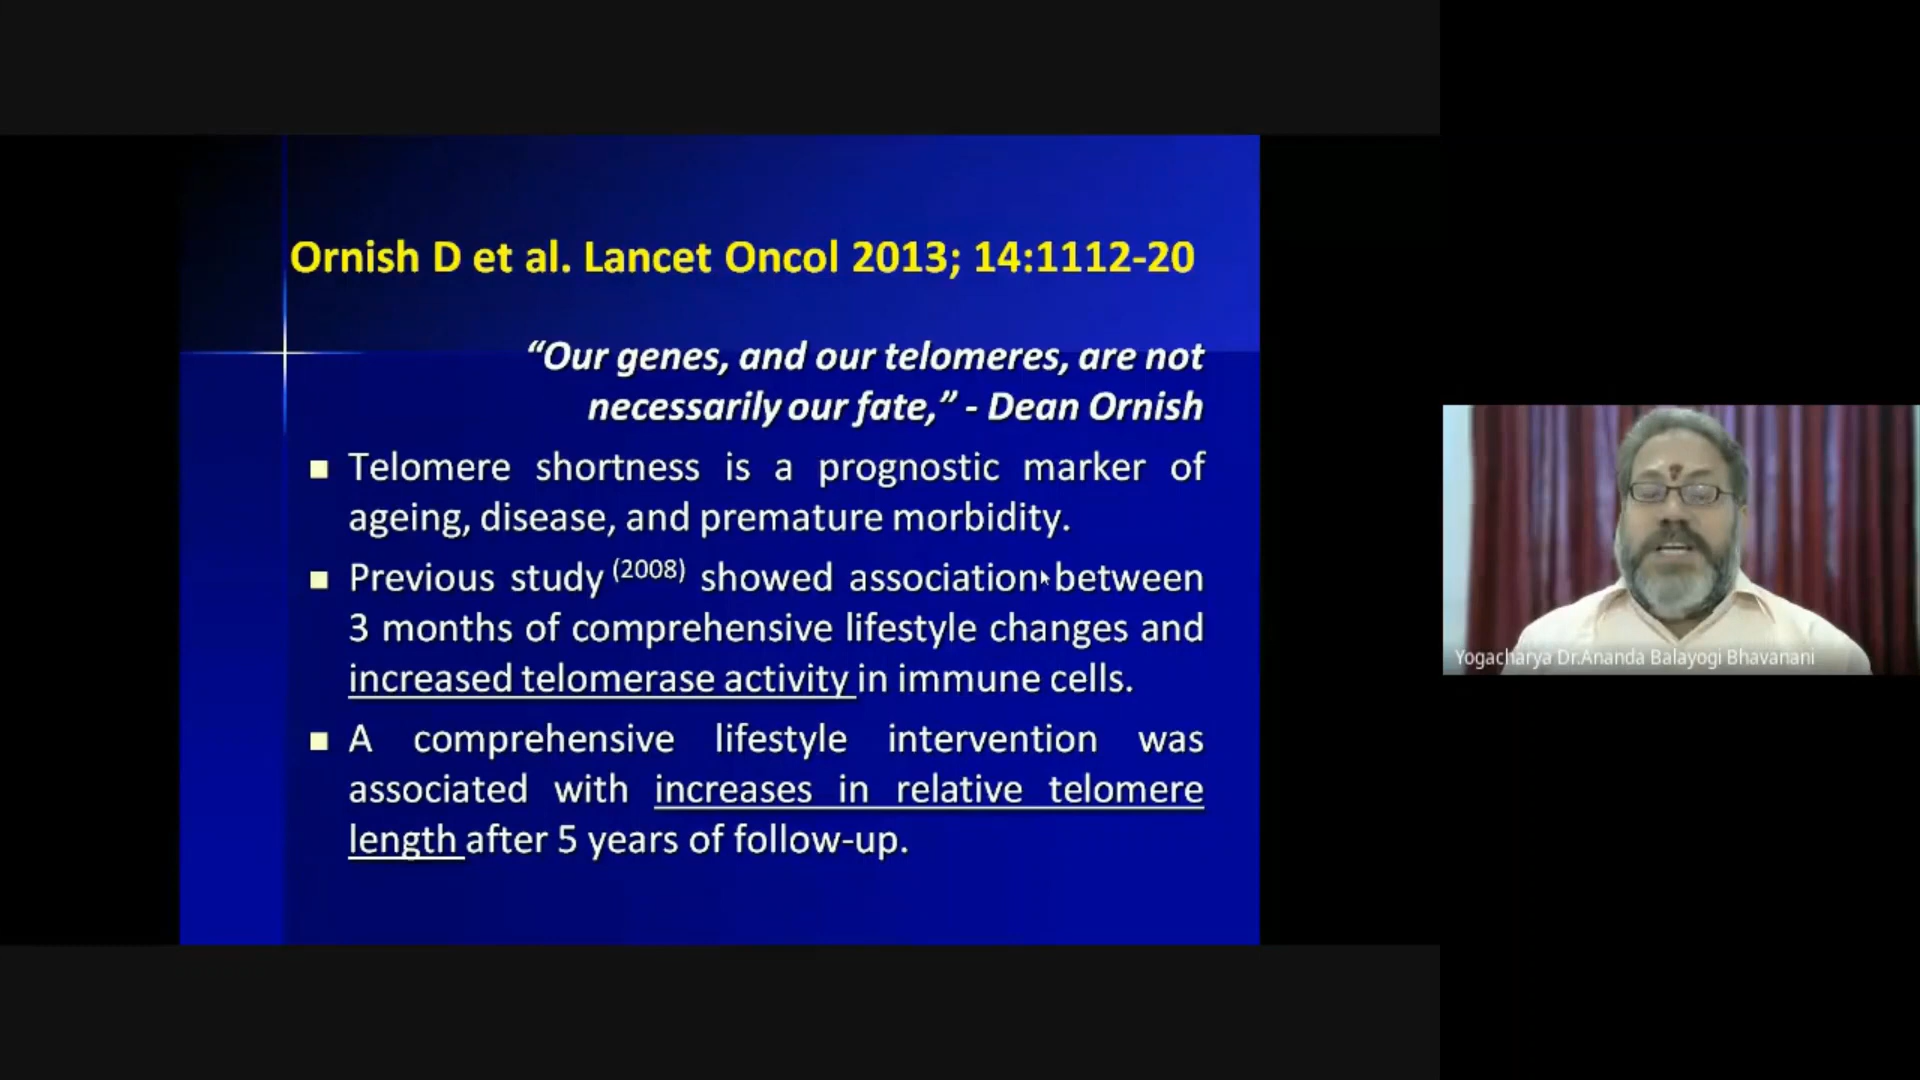 Ornish D et al. Lancet Oncol 2013; 14:1112-20
“Our genes, and our telomeres, are not
necessarily our fate,” - Dean Ornish
■ Telomere shortness is a prognostic marker of
ageing, disease, and premature morbidity.
■ Previous study (2008) showed association between
3 months of comprehensive lifestyle changes and
increased telomerase activity in immune cells.
■ A comprehensive lifestyle intervention was
associated with increases in relative telomere
length after 5 years of follow-up.
Yogacharya Dr.Ananda Balayogi Bhavanani